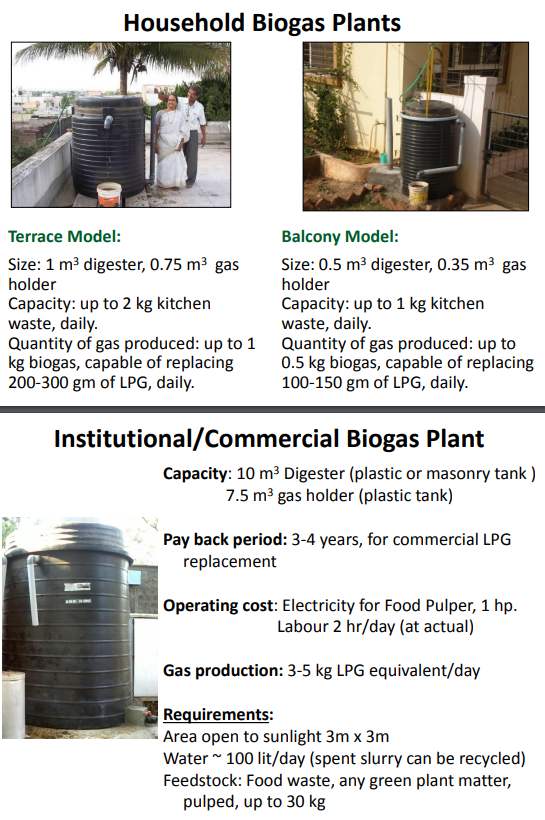 Household Biogas Plants
Terrace Model:
Size: 1 m³ digester, 0.75 m³ gas
holder
Capacity: up to 2 kg kitchen
waste, daily.
Quantity of gas produced: up to 1
kg biogas, capable of replacing
200-300 gm of LPG, daily.
Balcony Model:
Size: 0.5 m³ digester, 0.35 m³ gas
holder
Capacity: up to 1 kg kitchen
waste, daily.
Quantity of gas produced: up to
0.5 kg biogas, capable of replacing
100-150 gm of LPG, daily.
Institutional/Commercial Biogas Plant
Capacity: 10 m³ Digester (plastic or masonry tank )
7.5 m³ gas holder (plastic tank)
Pay back period: 3-4 years, for commercial LPG
replacement
Operating cost: Electricity for Food Pulper, 1 hp.
Labour 2 hr/day (at actual)
Gas production: 3-5 kg LPG equivalent/day
Requirements:
Area open to sunlight 3m x 3m
Water ~ 100 lit/day (spent slurry can be recycled)
Feedstock: Food waste, any green plant matter,
pulped, up to 30 kg